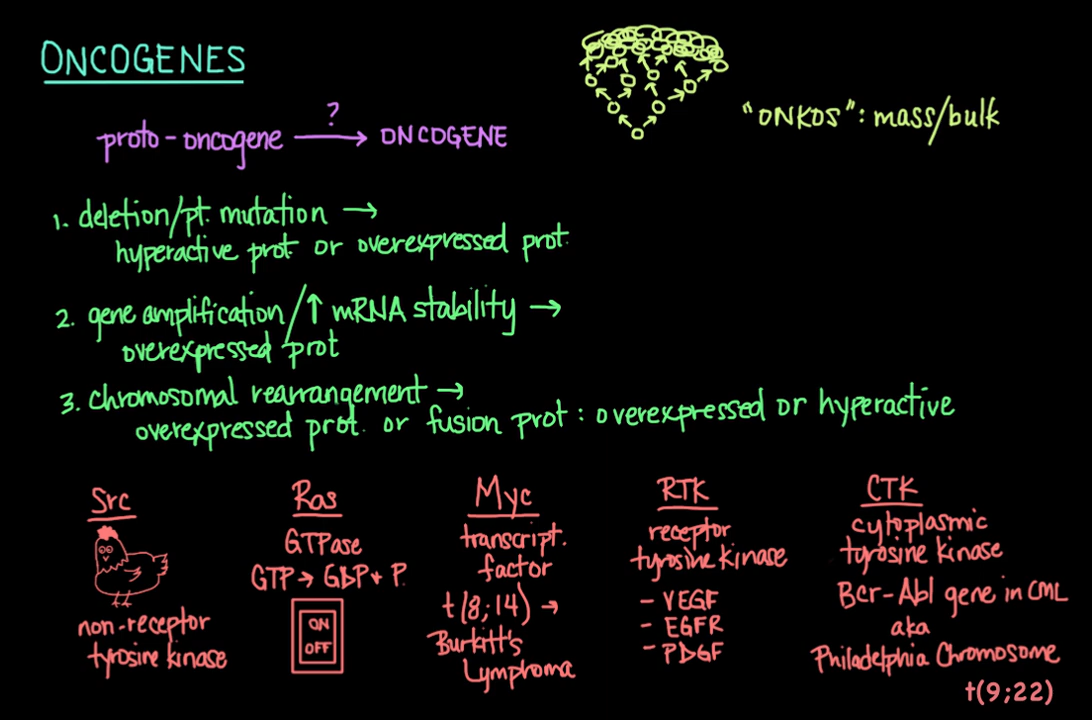 ONCOGENES
"ONKOS": mass/bulk
proto-oncogene ? → ONCOGENE
1. deletion/pt. mutation →
hyperactive prot or overexpressed prot.
2. gene amplification/↑ mRNA stability →
overexpressed prot
3. chromosomal rearrangement →
overexpressed prot. or fusion prot: overexpressed or hyperactive
Src
non-receptor
tyrosine kinase
Ras
GTPase
GTP → GDP + P.
ON
OFF
Myc
transcript.
factor
t(8;14) →
Burkitt's
Lymphoma
RTK
receptor
tyrosine kinase
- VEGF
- EGFR
- PDGF
CTK
cytoplasmic
tyrosine kinase
Bcr-Abl gene in CML
aka
Philadelphia Chromosome
t(9;22)